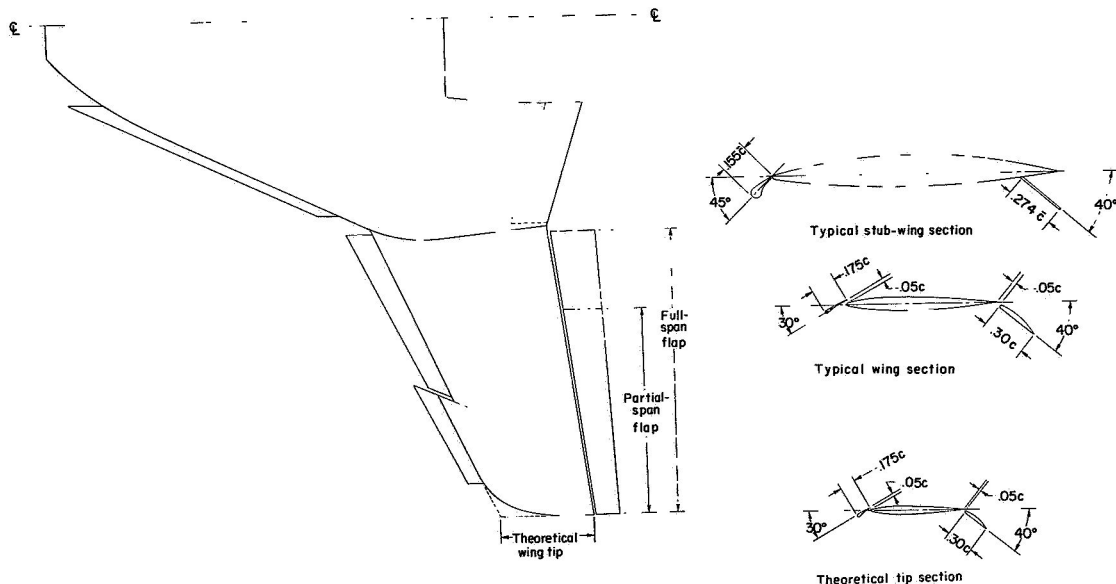 ℄
℄
.155c̄
45°
.274 c̄
40°
Typical stub-wing section
.175c
.05c
.05c
30°
.30c
40°
Typical wing section
Full-
span
flap
Partial-
span
flap
Theoretical
wing tip
.175c
.05c
.05c
30°
.30c
40°
Theoretical tip section